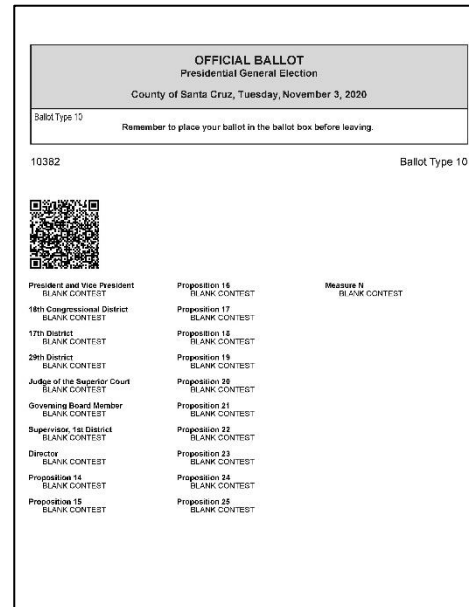 OFFICIAL BALLOT
Presidential General Election
County of Santa Cruz, Tuesday, November 3, 2020
Ballot Type 10
Remember to place your ballot in the ballot box before leaving.
10382
Ballot Type 10
President and Vice President
BLANK CONTEST
18th Congressional District
BLANK CONTEST
17th District
BLANK CONTEST
29th District
BLANK CONTEST
Judge of the Superior Court
BLANK CONTEST
Governing Board Member
BLANK CONTEST
Supervisor, 1st District
BLANK CONTEST
Director
BLANK CONTEST
Proposition 14
BLANK CONTEST
Proposition 15
BLANK CONTEST
Proposition 16
BLANK CONTEST
Proposition 17
BLANK CONTEST
Proposition 18
BLANK CONTEST
Proposition 19
BLANK CONTEST
Proposition 20
BLANK CONTEST
Proposition 21
BLANK CONTEST
Proposition 22
BLANK CONTEST
Proposition 23
BLANK CONTEST
Proposition 24
BLANK CONTEST
Proposition 25
BLANK CONTEST
Measure N
BLANK CONTEST